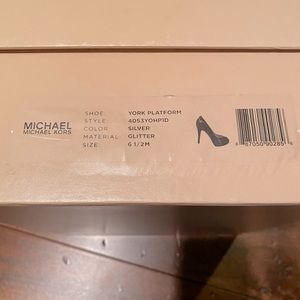 MICHAEL
MICHAEL KORS
SHOE: YORK PLATFORM
STYLE: 40S3YOHP1D
COLOR: SILVER
MATERIAL: GLITTER
SIZE: 6 1/2M